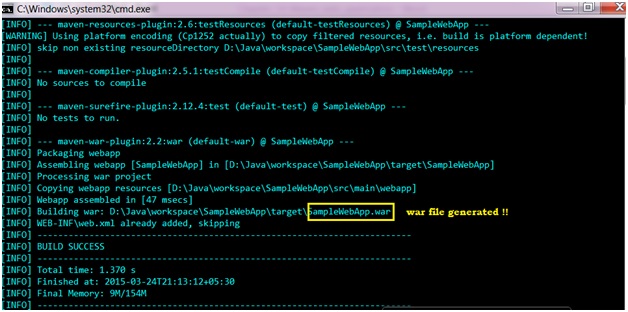 C:\Windows\system32\cmd.exe
[INFO] --- maven-resources-plugin:2.6:testResources (default-testResources) @ SampleWebApp ---
[WARNING] Using platform encoding (Cp1252 actually) to copy filtered resources, i.e. build is platform dependent!
[INFO] skip non existing resourceDirectory D:\Java\workspace\SampleWebApp\src\test\resources
[INFO]
[INFO] --- maven-compiler-plugin:2.5.1:testCompile (default-testCompile) @ SampleWebApp ---
[INFO] No sources to compile
[INFO]
[INFO] --- maven-surefire-plugin:2.12.4:test (default-test) @ SampleWebApp ---
[INFO] No tests to run.
[INFO]
[INFO] --- maven-war-plugin:2.2:war (default-war) @ SampleWebApp ---
[INFO] Packaging webapp
[INFO] Assembling webapp [SampleWebApp] in [D:\Java\workspace\SampleWebApp\target\SampleWebApp]
[INFO] Processing war project
[INFO] Copying webapp resources [D:\Java\workspace\SampleWebApp\src\main\webapp]
[INFO] Webapp assembled in [47 msecs]
[INFO] Building war: D:\Java\workspace\SampleWebApp\target\SampleWebApp.war war file generated !!
[INFO] WEB-INF\web.xml already added, skipping
[INFO] ------------------------------------------------------------------------
[INFO] BUILD SUCCESS
[INFO] ------------------------------------------------------------------------
[INFO] Total time: 1.370 s
[INFO] Finished at: 2015-03-24T21:13:12+05:30
[INFO] Final Memory: 9M/154M
[INFO] ------------------------------------------------------------------------